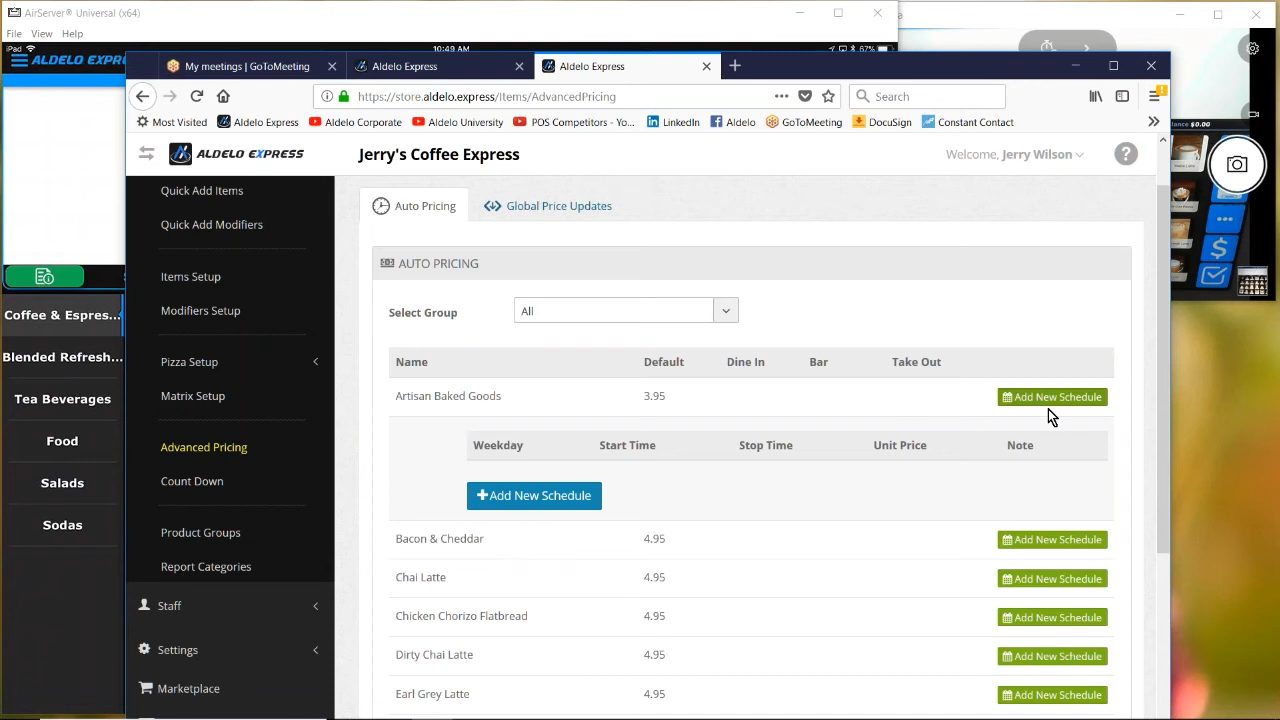 AirServer® Universal (x64)
File View Help
iPad 10:49 AM 67%
ALDELO EXPRE
My meetings | GoToMeeting Aldelo Express Aldelo Express
https://store.aldelo.express/Items/AdvancedPricing Search
Most Visited Aldelo Express Aldelo Corporate Aldelo University POSCompetitors - Yo... LinkedIn Aldelo GoToMeeting DocuSign Constant Contact
ALDELO EXPRESS Jerry's Coffee Express Welcome, Jerry Wilson ?
Quick Add Items
Quick Add Modifiers
Items Setup
Modifiers Setup
Pizza Setup
Matrix Setup
Advanced Pricing
Count Down
Product Groups
Report Categories
Staff
Settings
Marketplace
Coffee & Espres...
Blended Refresh...
Tea Beverages
Food
Salads
Sodas
Auto Pricing Global Price Updates
AUTO PRICING
Select Group All
Name Default Dine In Bar Take Out
Artisan Baked Goods 3.95 Add New Schedule
Weekday Start Time Stop Time Unit Price Note
+Add New Schedule
Bacon & Cheddar 4.95 Add New Schedule
Chai Latte 4.95 Add New Schedule
Chicken Chorizo Flatbread 4.95 Add New Schedule
Dirty Chai Latte 4.95 Add New Schedule
Earl Grey Latte 4.95 Add New Schedule
$0.00